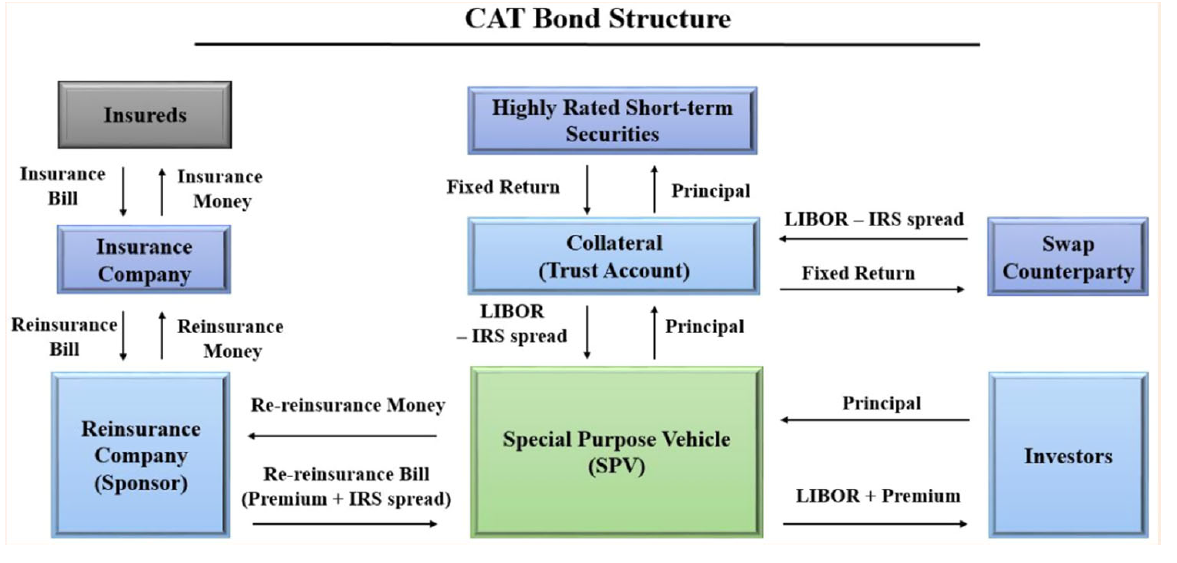 CAT Bond Structure
Insureds
Highly Rated Short-term
Securities
Insurance
Bill
Insurance
Money
Fixed Return
Principal
LIBOR – IRS spread
Insurance
Company
Collateral
(Trust Account)
Swap
Counterparty
Fixed Return
Reinsurance
Bill
Reinsurance
Money
LIBOR
– IRS spread
Principal
Reinsurance
Company
(Sponsor)
Re-reinsurance Money
Re-reinsurance Bill
(Premium + IRS spread)
Special Purpose Vehicle
(SPV)
Principal
LIBOR + Premium
Investors